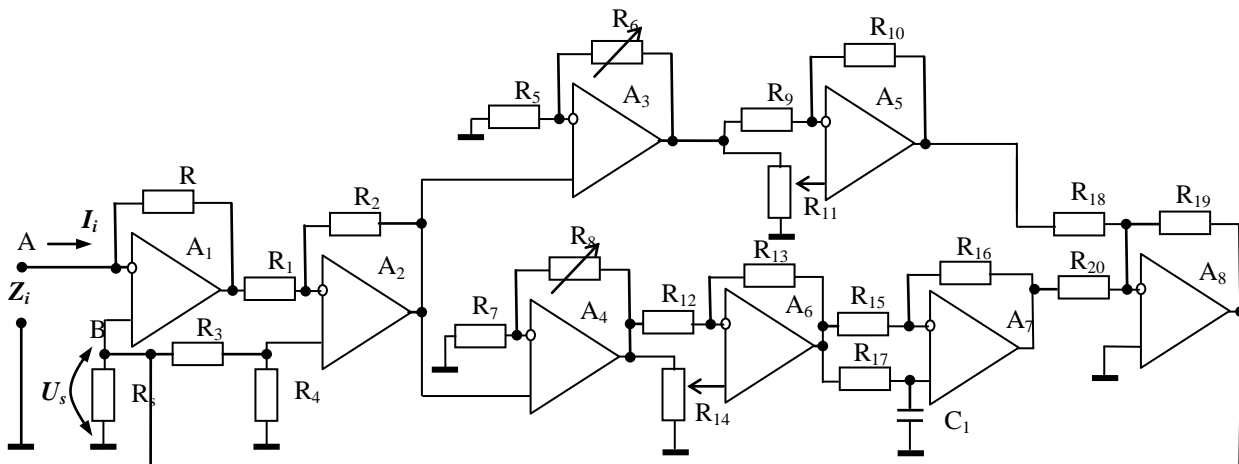 R₆
R₁₀
R₅
A₃
R₉
A₅
R
R₂
R₁₁
R₁₈
R₁₉
A
Iᵢ
A₁
R₁
A₂
R₈
R₁₃
R₁₆
R₂₀
A₈
Zᵢ
B
R₃
R₇
A₄
R₁₂
A₆
R₁₅
A₇
R₁₇
Uₛ
Rₛ
R₄
R₁₄
C₁